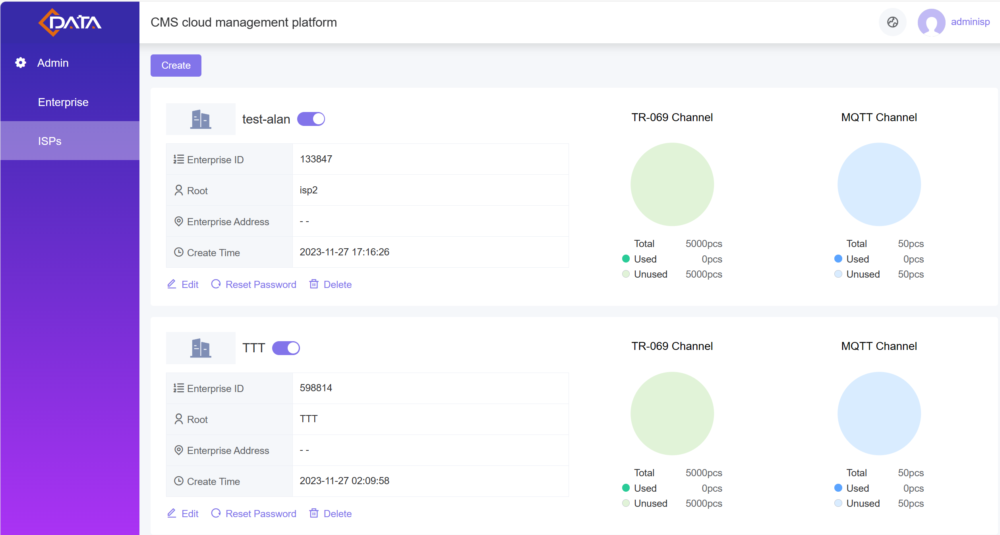 DATA
CMS cloud management platform
adminisp
Admin
Enterprise
ISPs
Create
test-alan
Enterprise ID 133847
Root isp2
Enterprise Address - -
Create Time 2023-11-27 17:16:26
Edit Reset Password Delete
TR-069 Channel
Total 5000pcs
Used 0pcs
Unused 5000pcs
MQTT Channel
Total 50pcs
Used 0pcs
Unused 50pcs
TTT
Enterprise ID 598814
Root TTT
Enterprise Address - -
Create Time 2023-11-27 02:09:58
Edit Reset Password Delete
TR-069 Channel
Total 5000pcs
Used 0pcs
Unused 5000pcs
MQTT Channel
Total 50pcs
Used 0pcs
Unused 50pcs